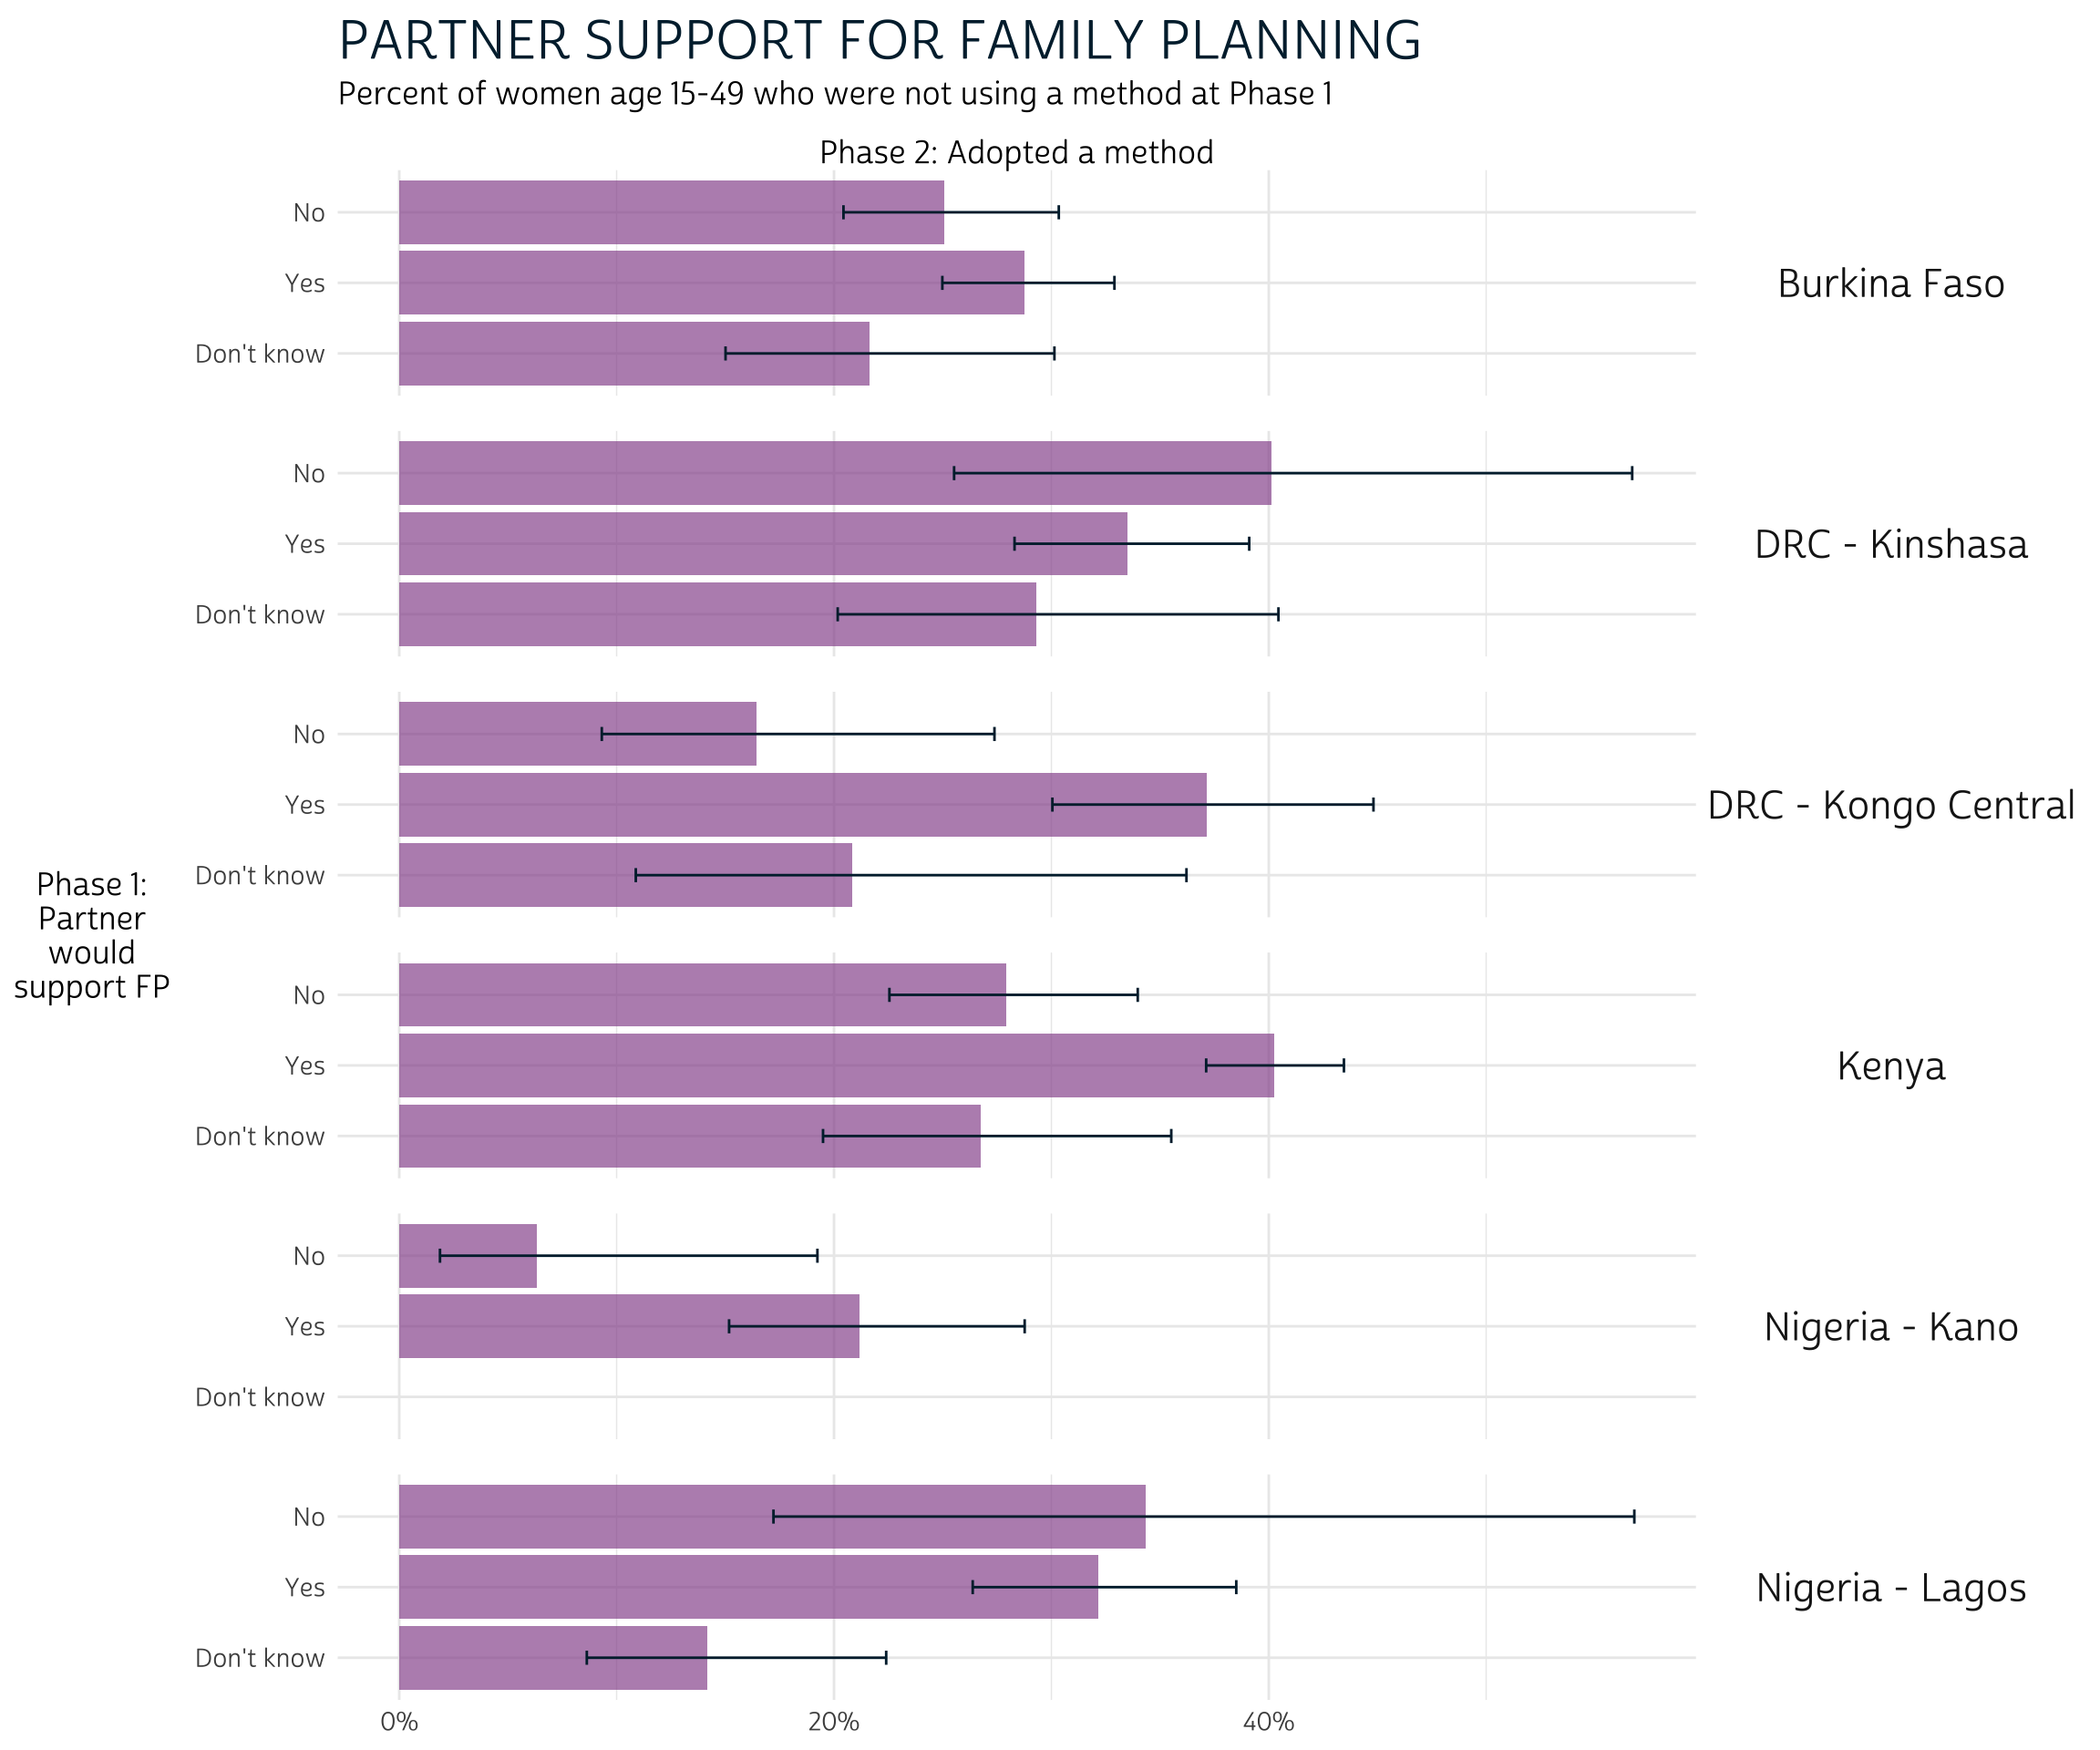 PARTNER SUPPORT FOR FAMILY PLANNING
Percent of women age 15-49 who were not using a method at Phase 1
Phase 2: Adopted a method
No
Yes
Don't know
Burkina Faso
No
Yes
Don't know
DRC - Kinshasa
No
Yes
Don't know
DRC - Kongo Central
Phase 1:
Partner
would
support FP
No
Yes
Don't know
Kenya
No
Yes
Don't know
Nigeria - Kano
No
Yes
Don't know
Nigeria - Lagos
0%
20%
40%